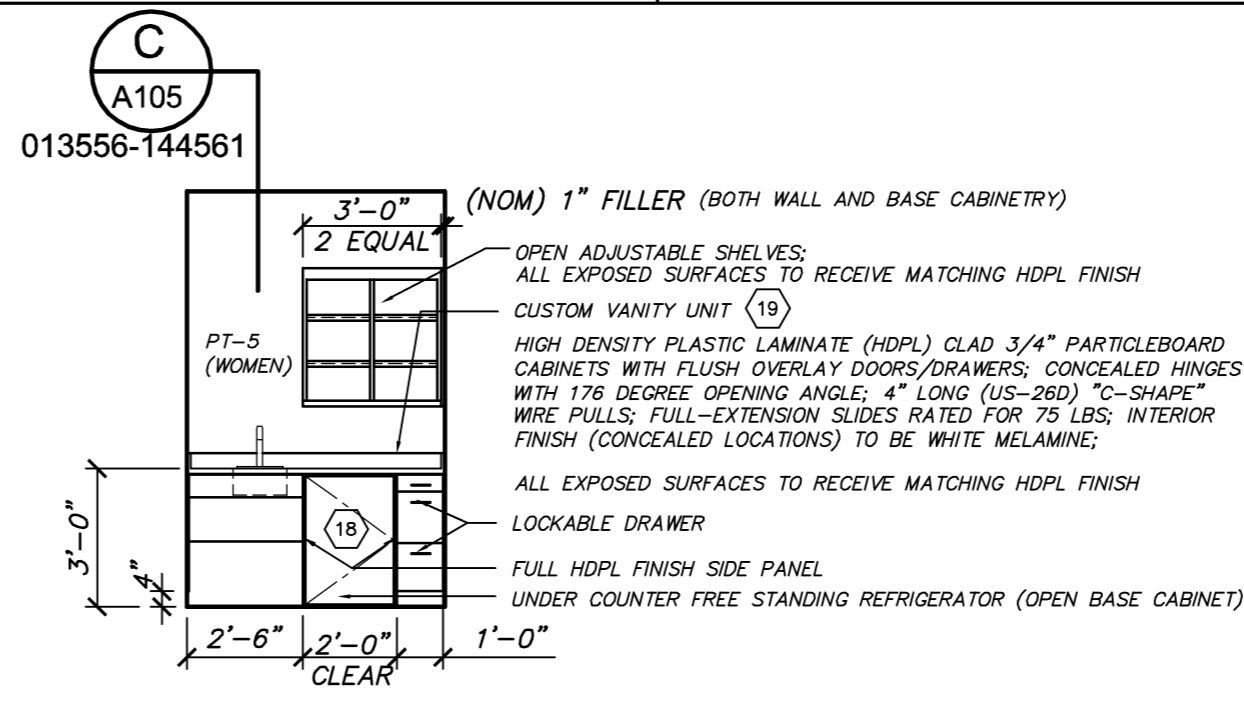 C
A105
013556-144561
(NOM) 1" FILLER (BOTH WALL AND BASE CABINETRY)
3'-0"
2 EQUAL
OPEN ADJUSTABLE SHELVES;
ALL EXPOSED SURFACES TO RECEIVE MATCHING HDPL FINISH
CUSTOM VANITY UNIT 19
PT-5
(WOMEN)
HIGH DENSITY PLASTIC LAMINATE (HDPL) CLAD 3/4" PARTICLEBOARD
CABINETS WITH FLUSH OVERLAY DOORS/DRAWERS; CONCEALED HINGES
WITH 176 DEGREE OPENING ANGLE; 4" LONG (US-26D) "C-SHAPE"
WIRE PULLS; FULL-EXTENSION SLIDES RATED FOR 75 LBS; INTERIOR
FINISH (CONCEALED LOCATIONS) TO BE WHITE MELAMINE;
ALL EXPOSED SURFACES TO RECEIVE MATCHING HDPL FINISH
18
LOCKABLE DRAWER
3'-0"
4"
FULL HDPL FINISH SIDE PANEL
UNDER COUNTER FREE STANDING REFRIGERATOR (OPEN BASE CABINET)
2'-6"
2'-0"
CLEAR
1'-0"